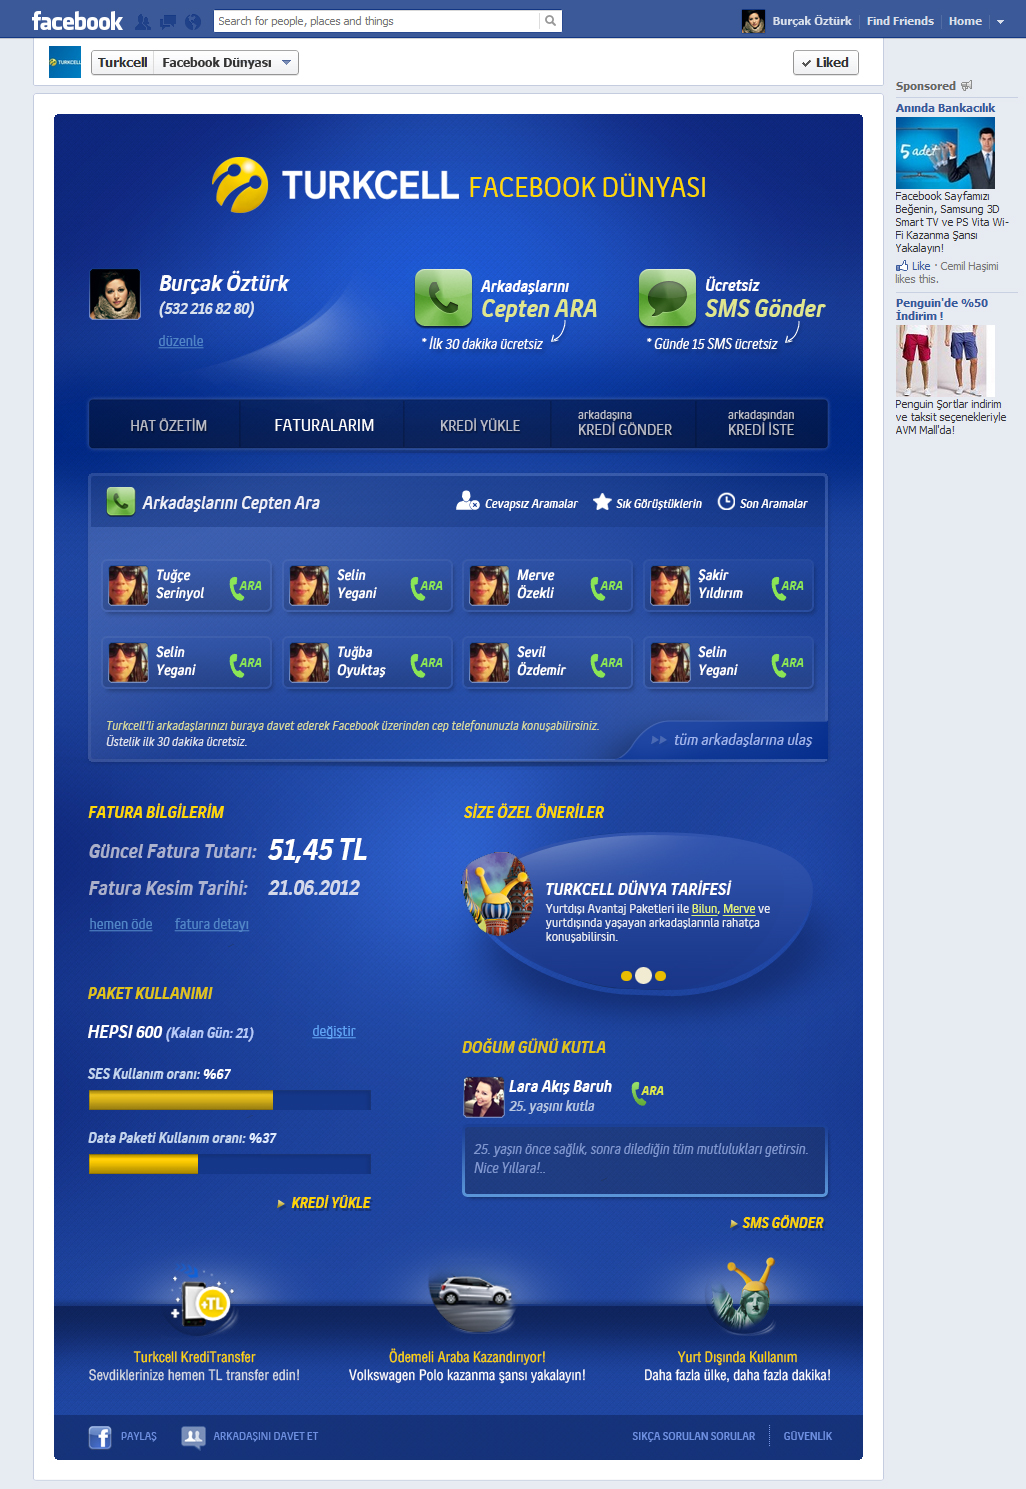 facebook
Search for people, places and things
Burçak Öztürk
Find Friends
Home
TURKCELL
Turkcell
Facebook Dünyası
Liked
TURKCELL FACEBOOK DÜNYASI
Burçak Öztürk
(532 216 82 80)
düzenle
Arkadaşlarını
Cepten ARA
* İlk 30 dakika ücretsiz
Ücretsiz
SMS Gönder
* Günde 15 SMS ücretsiz
HAT ÖZETİM
FATURALARIM
KREDİ YÜKLE
arkadaşına
KREDİ GÖNDER
arkadaşından
KREDİ İSTE
Arkadaşlarını Cepten Ara
Cevapsız Aramalar
Sık Görüştüklerin
Son Aramalar
Tuğçe
Serinyol
ARA
Selin
Yegani
ARA
Merve
Özekli
ARA
Şakir
Yıldırım
ARA
Selin
Yegani
ARA
Tuğba
Oyuktaş
ARA
Sevil
Özdemir
ARA
Selin
Yegani
ARA
Turkcell'li arkadaşlarınızı buraya davet ederek Facebook üzerinden cep telefonunuzla konuşabilirsiniz.
Üstelik ilk 30 dakika ücretsiz.
tüm arkadaşlarına ulaş
FATURA BİLGİLERİM
Güncel Fatura Tutarı: 51,45 TL
Fatura Kesim Tarihi: 21.06.2012
hemen öde
fatura detayı
SİZE ÖZEL ÖNERİLER
TURKCELL DÜNYA TARİFESİ
Yurtdışı Avantaj Paketleri ile Bilun, Merve ve
yurtdışında yaşayan arkadaşlarınla rahatça
konuşabilirsin.
PAKET KULLANIMI
HEPSI 600 (Kalan Gün: 21)
değiştir
SES Kullanım oranı: %67
Data Paketi Kullanım oranı: %37
KREDİ YÜKLE
DOĞUM GÜNÜ KUTLA
Lara Akış Baruh
25. yaşını kutla
ARA
25. yaşın önce sağlık, sonra dilediğin tüm mutlulukları getirsin.
Nice Yıllara!..
SMS GÖNDER
+TL
Turkcell KrediTransfer
Sevdiklerinize hemen TL transfer edin!
Ödemeli Araba Kazandırıyor!
Volkswagen Polo kazanma şansı yakalayın!
Yurt Dışında Kullanım
Daha fazla ülke, daha fazla dakika!
PAYLAŞ
ARKADAŞINI DAVET ET
SIKÇA SORULAN SORULAR
GÜVENLİK
Sponsored
Anında Bankacılık
5 adet
Facebook Sayfamızı
Beğenin, Samsung 3D
Smart TV ve PS Vita Wi-
Fi Kazanma Şansı
Yakalayın!
Like · Cemil Haşimi
likes this.
Penguin'de %50
İndirim !
Penguin Şortlar indirim
ve taksit seçenekleriyle
AVM Mall'da!